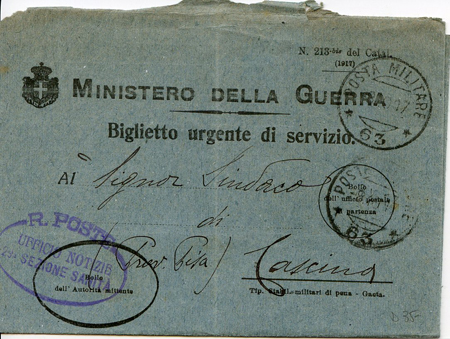 N. 213-bis del Catal.
(1917)
POSTA MILITARE
63
MINISTERO DELLA GUERRA
Biglietto urgente di servizio.
Al Signor Sindaco
di
(Prov. Pisa) Cascina
Bollo
dell'ufficio postale
partenza
POSTA
63
R. POSTA
UFFICIO NOTIZIE
SEZIONE
Bollo
dell'Autorità mittente
Tip. Stabil. militari di pena - Gaeta.